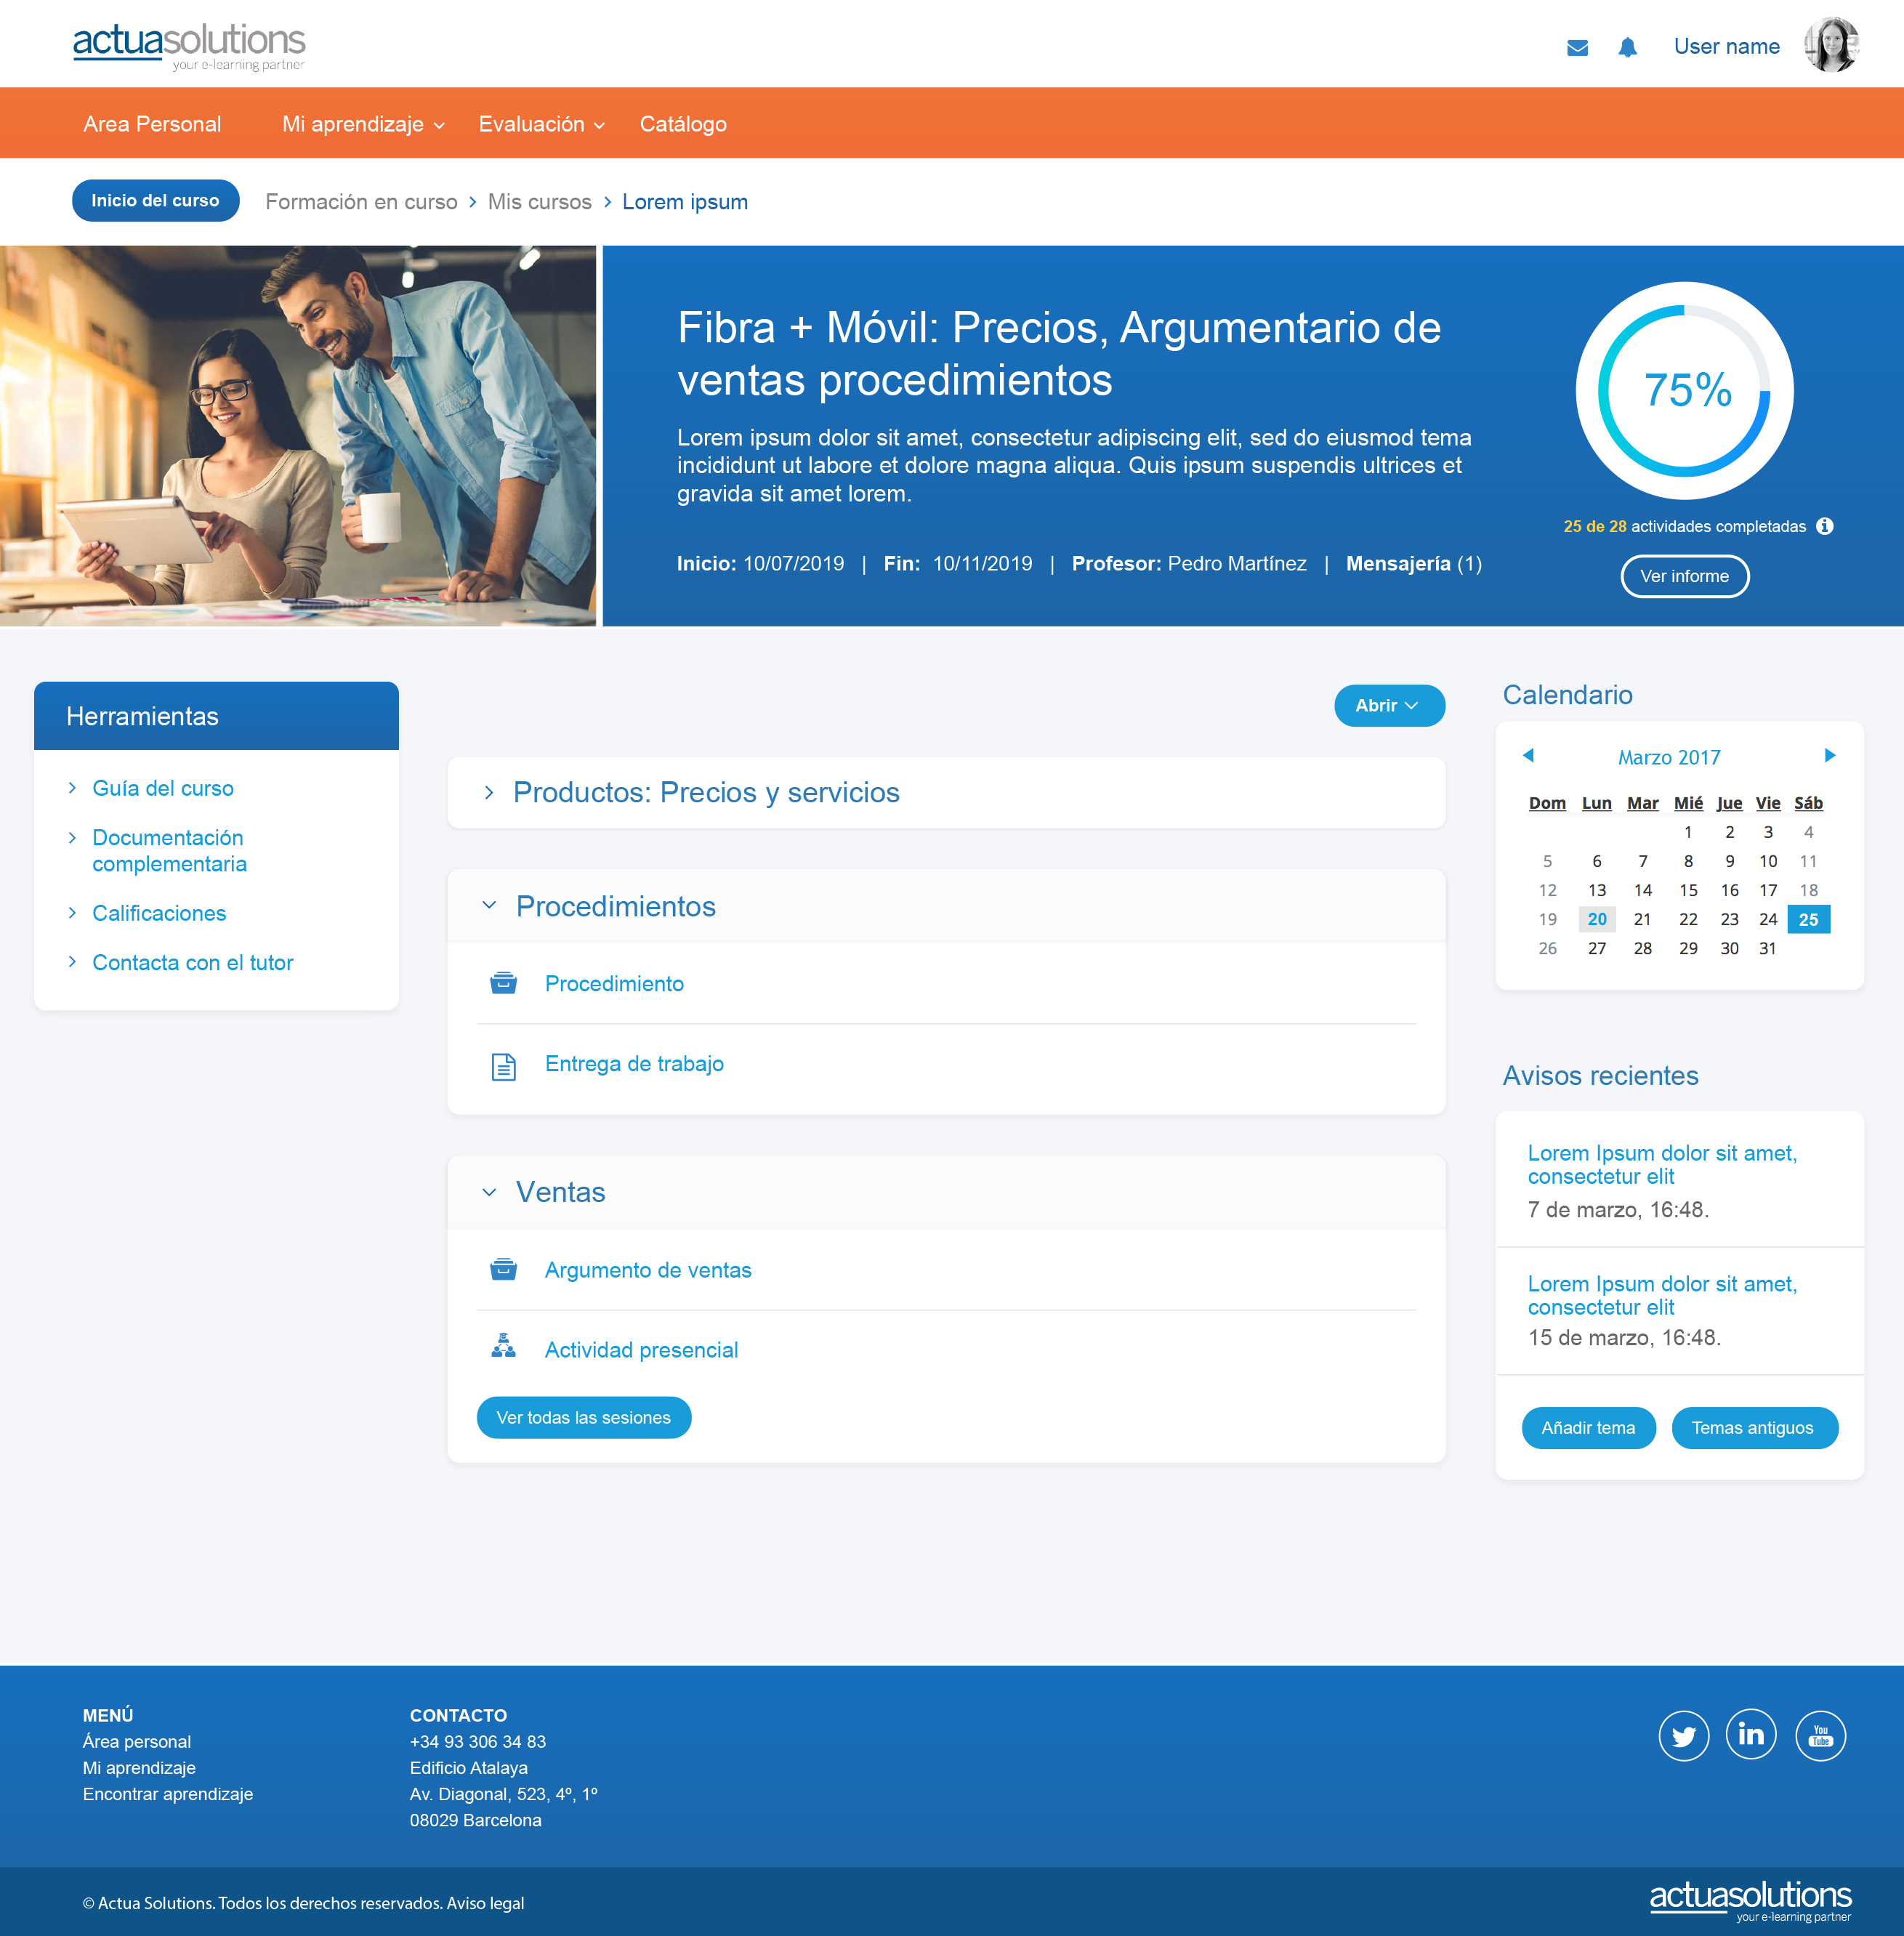 actuasolutions
your e-learning partner
User name
Area Personal Mi aprendizaje Evaluación Catálogo
Inicio del curso Formación en curso > Mis cursos > Lorem ipsum
Fibra + Móvil: Precios, Argumentario de
ventas procedimientos
Lorem ipsum dolor sit amet, consectetur adipiscing elit, sed do eiusmod tema
incididunt ut labore et dolore magna aliqua. Quis ipsum suspendis ultrices et
gravida sit amet lorem.
Inicio: 10/07/2019 | Fin: 10/11/2019 | Profesor: Pedro Martínez | Mensajería (1)
75%
25 de 28 actividades completadas
Ver informe
Herramientas
Guía del curso
Documentación
complementaria
Calificaciones
Contacta con el tutor
Abrir
Productos: Precios y servicios
Procedimientos
Procedimiento
Entrega de trabajo
Ventas
Argumento de ventas
Actividad presencial
Ver todas las sesiones
Calendario
Marzo 2017
Dom Lun Mar Mié Jue Vie Sáb
1 2 3 4
5 6 7 8 9 10 11
12 13 14 15 16 17 18
19 20 21 22 23 24 25
26 27 28 29 30 31
Avisos recientes
Lorem Ipsum dolor sit amet,
consectetur elit
7 de marzo, 16:48.
Lorem Ipsum dolor sit amet,
consectetur elit
15 de marzo, 16:48.
Añadir tema Temas antiguos
MENÚ
Área personal
Mi aprendizaje
Encontrar aprendizaje
CONTACTO
+34 93 306 34 83
Edificio Atalaya
Av. Diagonal, 523, 4º, 1º
08029 Barcelona
in
You
Tube
© Actua Solutions. Todos los derechos reservados. Aviso legal
actuasolutions
your e-learning partner